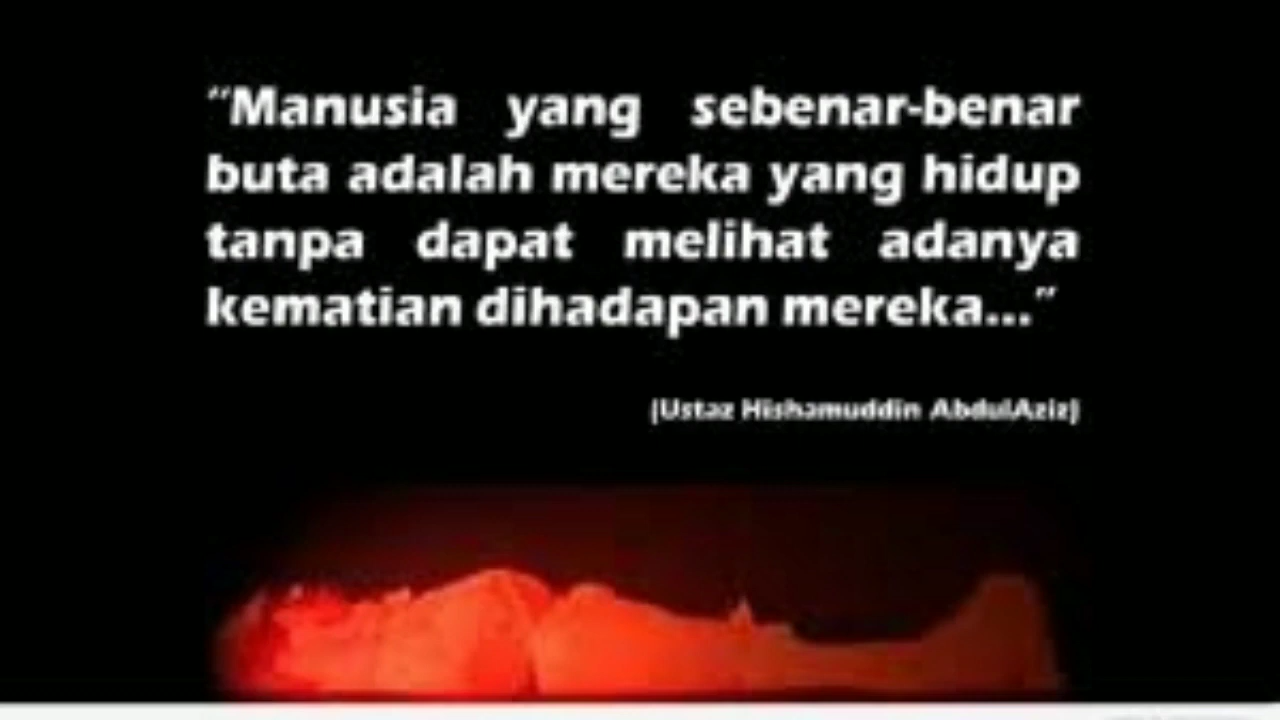 “Manusia yang sebenar-benar
buta adalah mereka yang hidup
tanpa dapat melihat adanya
kematian dihadapan mereka...”
(Ustaz Hishamuddin AbdulAziz)